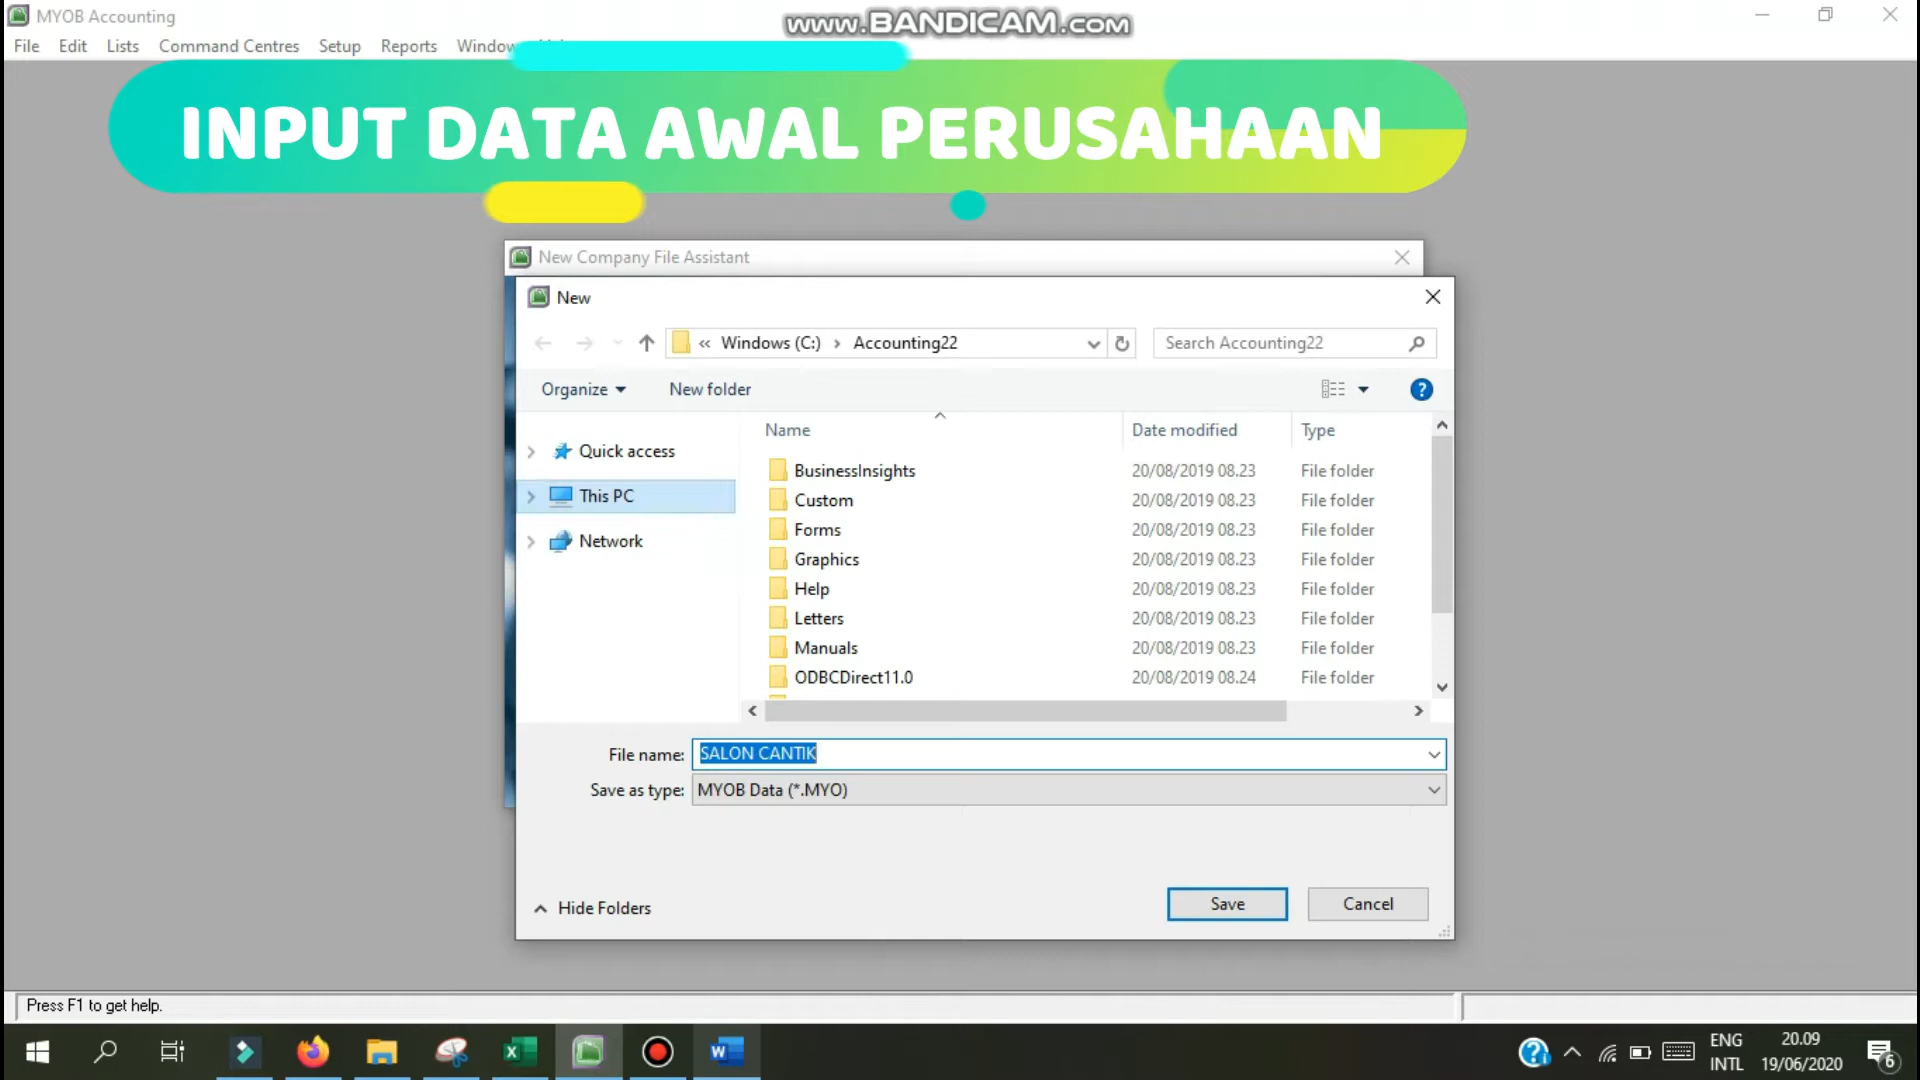 MYOB Accounting
www.BANDICAM.com
File Edit Lists Command Centres Setup Reports Window
INPUT DATA AWAL PERUSAHAAN
New Company File Assistant
New
« Windows (C:) › Accounting22
Search Accounting22
Organize New folder
Name Date modified Type
Quick access
This PC
Network
BusinessInsights 20/08/2019 08.23 File folder
Custom 20/08/2019 08.23 File folder
Forms 20/08/2019 08.23 File folder
Graphics 20/08/2019 08.23 File folder
Help 20/08/2019 08.23 File folder
Letters 20/08/2019 08.23 File folder
Manuals 20/08/2019 08.23 File folder
ODBCDirect11.0 20/08/2019 08.24 File folder
File name: SALON CANTIK
Save as type: MYOB Data (*.MYO)
Hide Folders
Save Cancel
Press F1 to get help.
ENG
INTL
20.09
19/06/2020
6